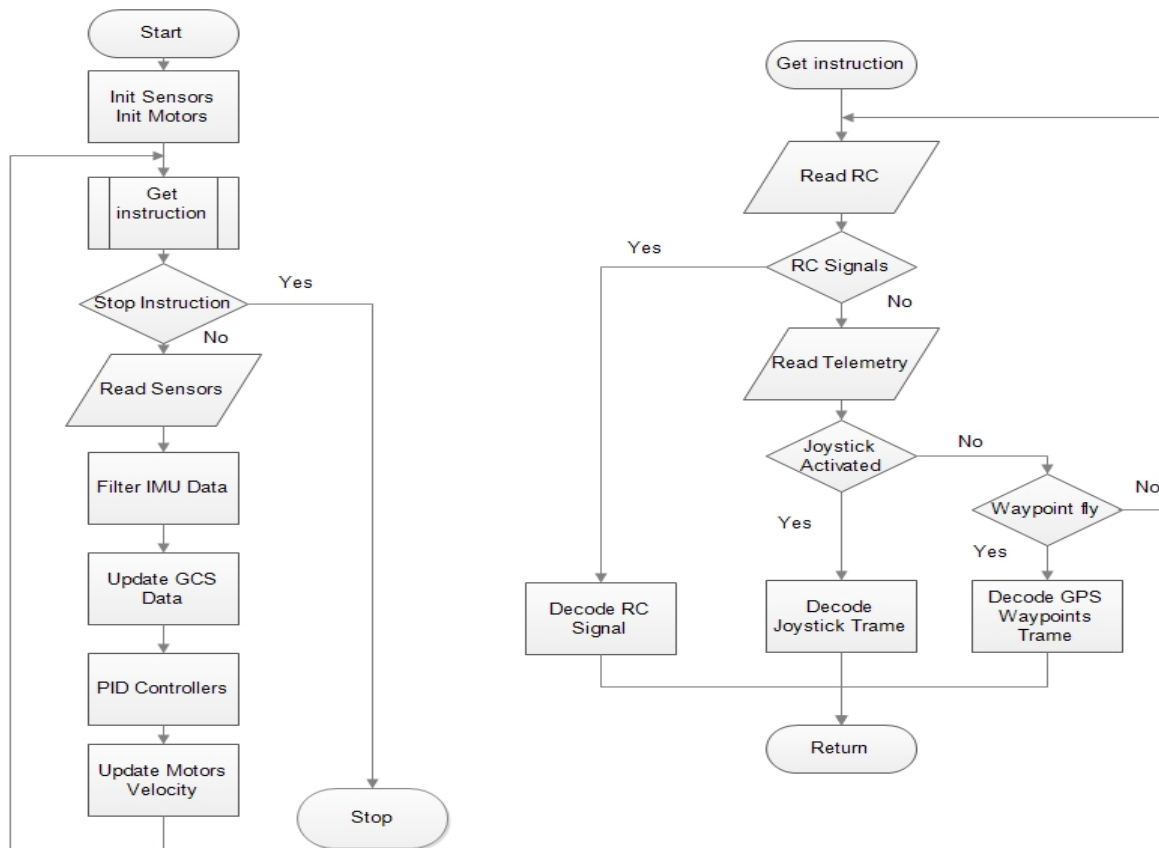 Start
Init Sensors
Init Motors
Get
instruction
Stop Instruction
Yes
No
Read Sensors
Filter IMU Data
Update GCS
Data
PID Controllers
Update Motors
Velocity
Stop
Get instruction
Read RC
RC Signals
Yes
No
Read Telemetry
Joystick
Activated
No
Yes
Waypoint fly
No
Yes
Decode RC
Signal
Decode
Joystick Trame
Decode GPS
Waypoints
Trame
Return